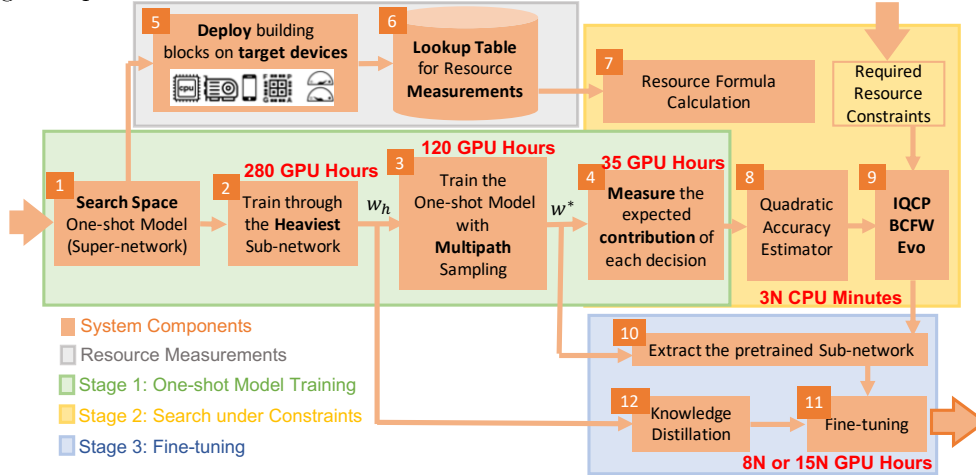 5
Deploy building
blocks on target devices
cpu
6
Lookup Table
for Resource
Measurements
7
Resource Formula
Calculation
Required
Resource
Constraints
1
Search Space
One-shot Model
(Super-network)
280 GPU Hours
2
Train through
the Heaviest
Sub-network
w_h
120 GPU Hours
3
Train the
One-shot Model
with
Multipath
Sampling
w*
35 GPU Hours
4
Measure the
expected
contribution of
each decision
8
Quadratic
Accuracy
Estimator
9
IQCP
BCFW
Evo
3N CPU Minutes
System Components
Resource Measurements
Stage 1: One-shot Model Training
Stage 2: Search under Constraints
Stage 3: Fine-tuning
10
Extract the pretrained Sub-network
12
Knowledge
Distillation
11
Fine-tuning
8N or 15N GPU Hours